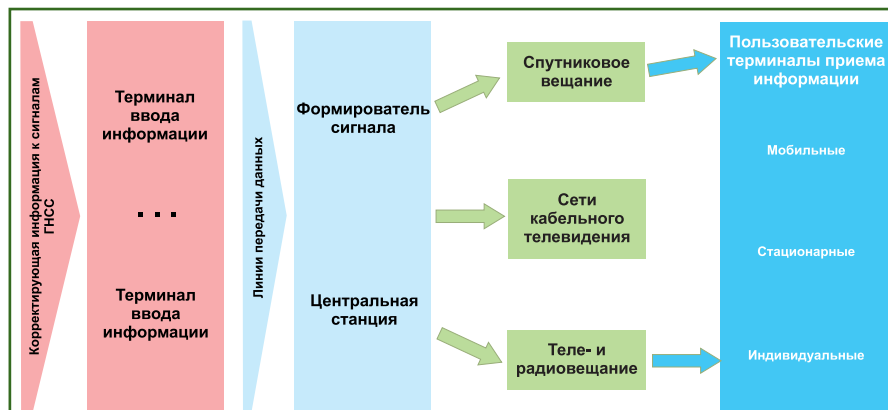 Корректирующая информация к сигналам
ГНСС
Терминал
ввода
информации
. . .
Терминал
ввода
информации
Линии передачи данных
Формирователь
сигнала
Центральная
станция
Спутниковое
вещание
Сети
кабельного
телевидения
Теле- и
радиовещание
Пользовательские
терминалы приема
информации
Мобильные
Стационарные
Индивидуальные